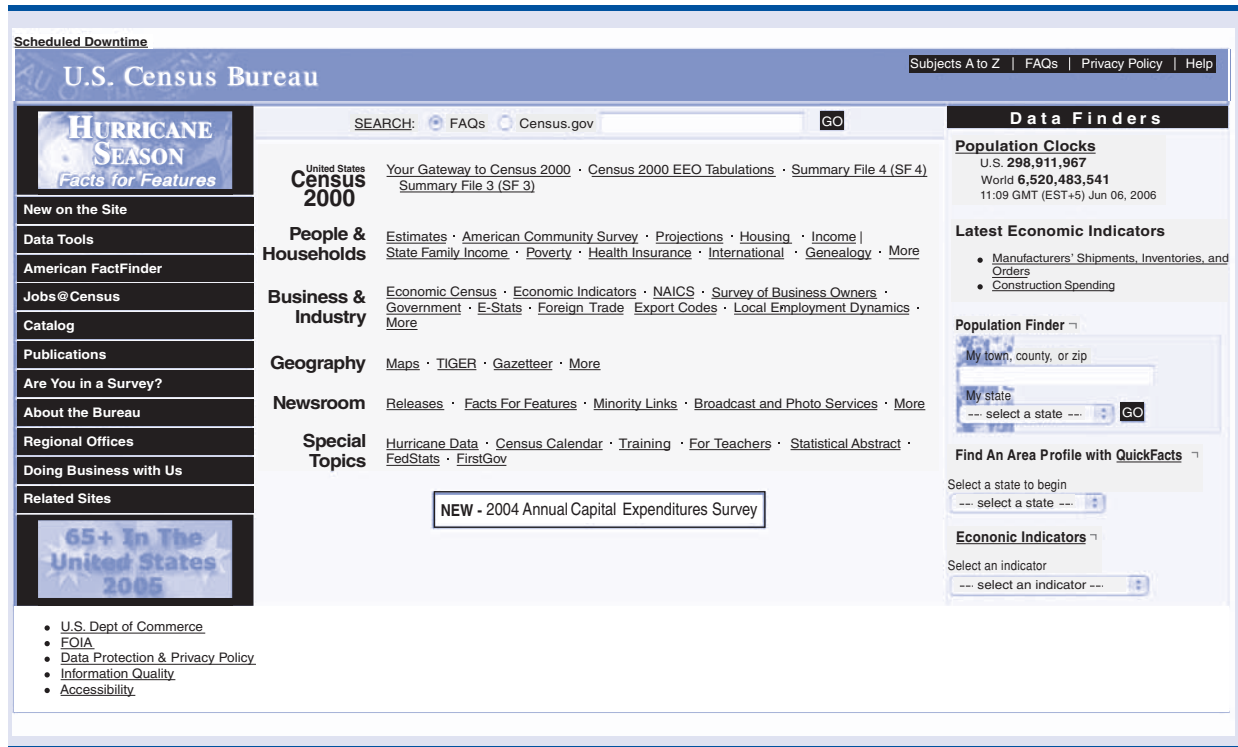 Scheduled Downtime
U.S. Census Bureau
Subjects A to Z | FAQs | Privacy Policy | Help
HURRICANE
SEASON
Facts for Features
New on the Site
Data Tools
American FactFinder
Jobs@Census
Catalog
Publications
Are You in a Survey?
About the Bureau
Regional Offices
Doing Business with Us
Related Sites
65+ In The
United States
2005
SEARCH: FAQs Census.gov GO
United States
Census
2000
Your Gateway to Census 2000 · Census 2000 EEO Tabulations · Summary File 4 (SF 4)
Summary File 3 (SF 3)
People &
Households
Estimates · American Community Survey · Projections · Housing · Income |
State Family Income · Poverty · Health Insurance · International · Genealogy · More
Business &
Industry
Economic Census · Economic Indicators · NAICS · Survey of Business Owners ·
Government · E-Stats · Foreign Trade Export Codes · Local Employment Dynamics ·
More
Geography
Maps · TIGER · Gazetteer · More
Newsroom
Releases · Facts For Features · Minority Links · Broadcast and Photo Services · More
Special
Topics
Hurricane Data · Census Calendar · Training · For Teachers · Statistical Abstract ·
FedStats · FirstGov
NEW - 2004 Annual Capital Expenditures Survey
Data Finders
Population Clocks
U.S. 298,911,967
World 6,520,483,541
11:09 GMT (EST+5) Jun 06, 2006
Latest Economic Indicators
• Manufacturers' Shipments, Inventories, and
Orders
• Construction Spending
Population Finder ¬
My town, county, or zip
My state
--- select a state --- GO
Find An Area Profile with QuickFacts ¬
Select a state to begin
--- select a state ---
Econonic Indicators ¬
Select an indicator
--- select an indicator ---
• U.S. Dept of Commerce
• FOIA
• Data Protection & Privacy Policy
• Information Quality
• Accessibility